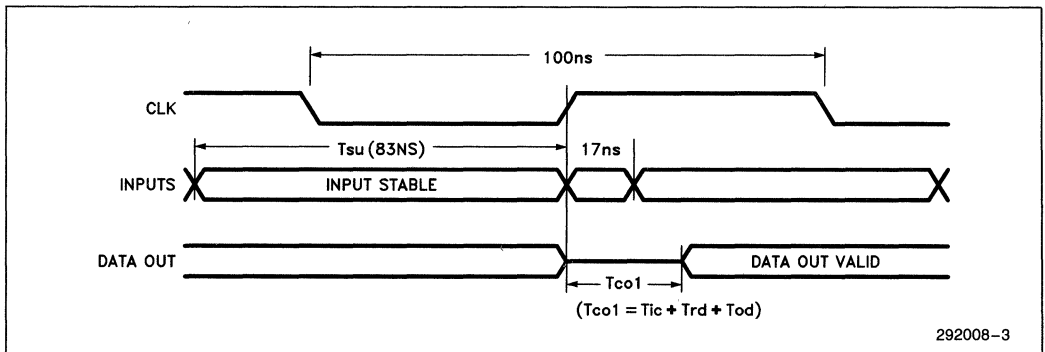 100ns
CLK
Tsu (83NS)
17ns
INPUTS
INPUT STABLE
DATA OUT
DATA OUT VALID
Tco1
(Tco1 = Tic + Trd + Tod)
292008-3